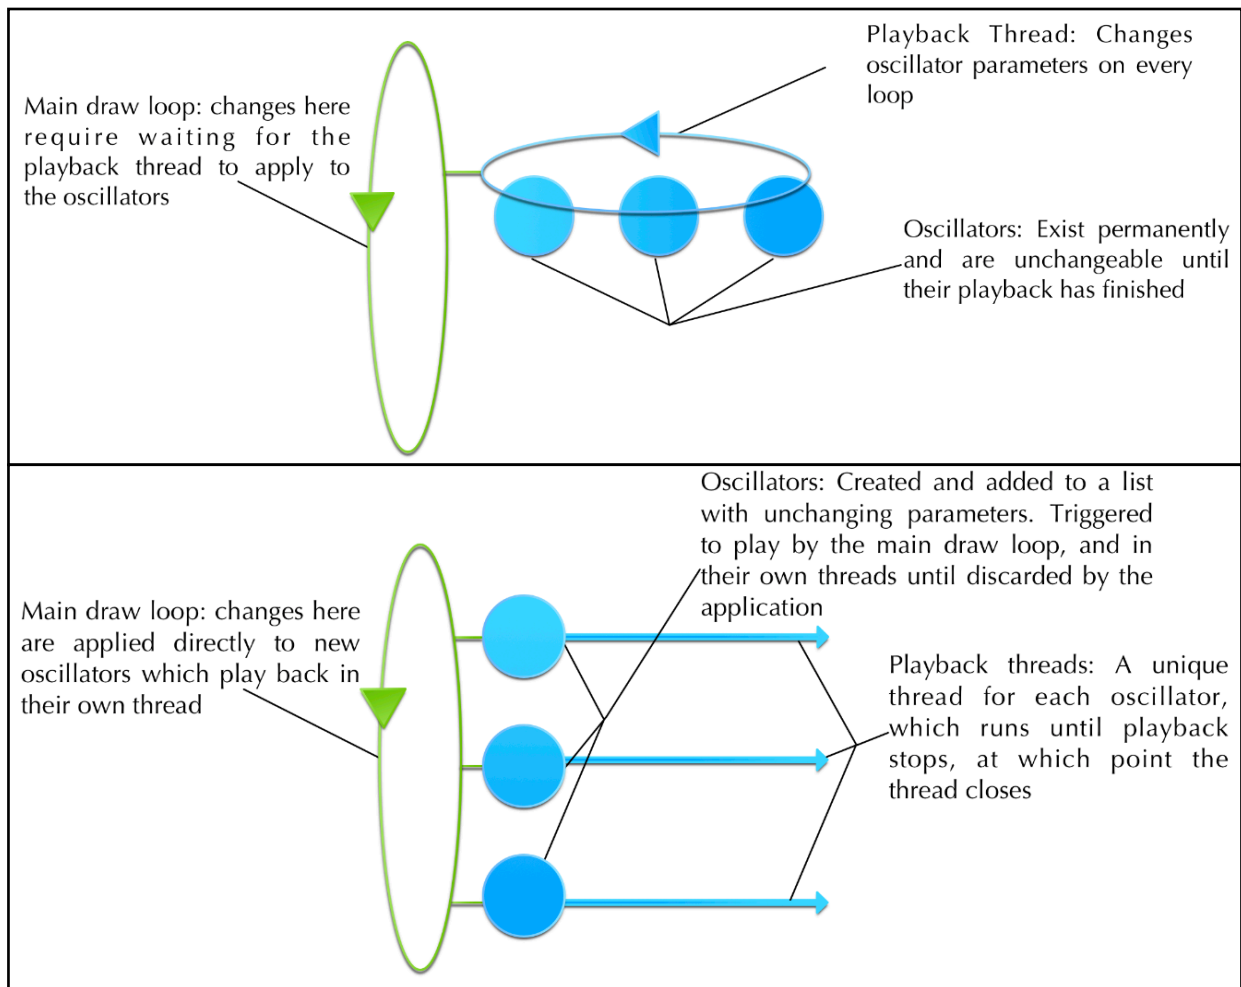 Playback Thread: Changes
oscillator parameters on every
loop
Main draw loop: changes here
require waiting for the
playback thread to apply to
the oscillators
Oscillators: Exist permanently
and are unchangeable until
their playback has finished
Oscillators: Created and added to a list
with unchanging parameters. Triggered
to play by the main draw loop, and in
their own threads until discarded by the
application
Main draw loop: changes here
are applied directly to new
oscillators which play back in
their own thread
Playback threads: A unique
thread for each oscillator,
which runs until playback
stops, at which point the
thread closes